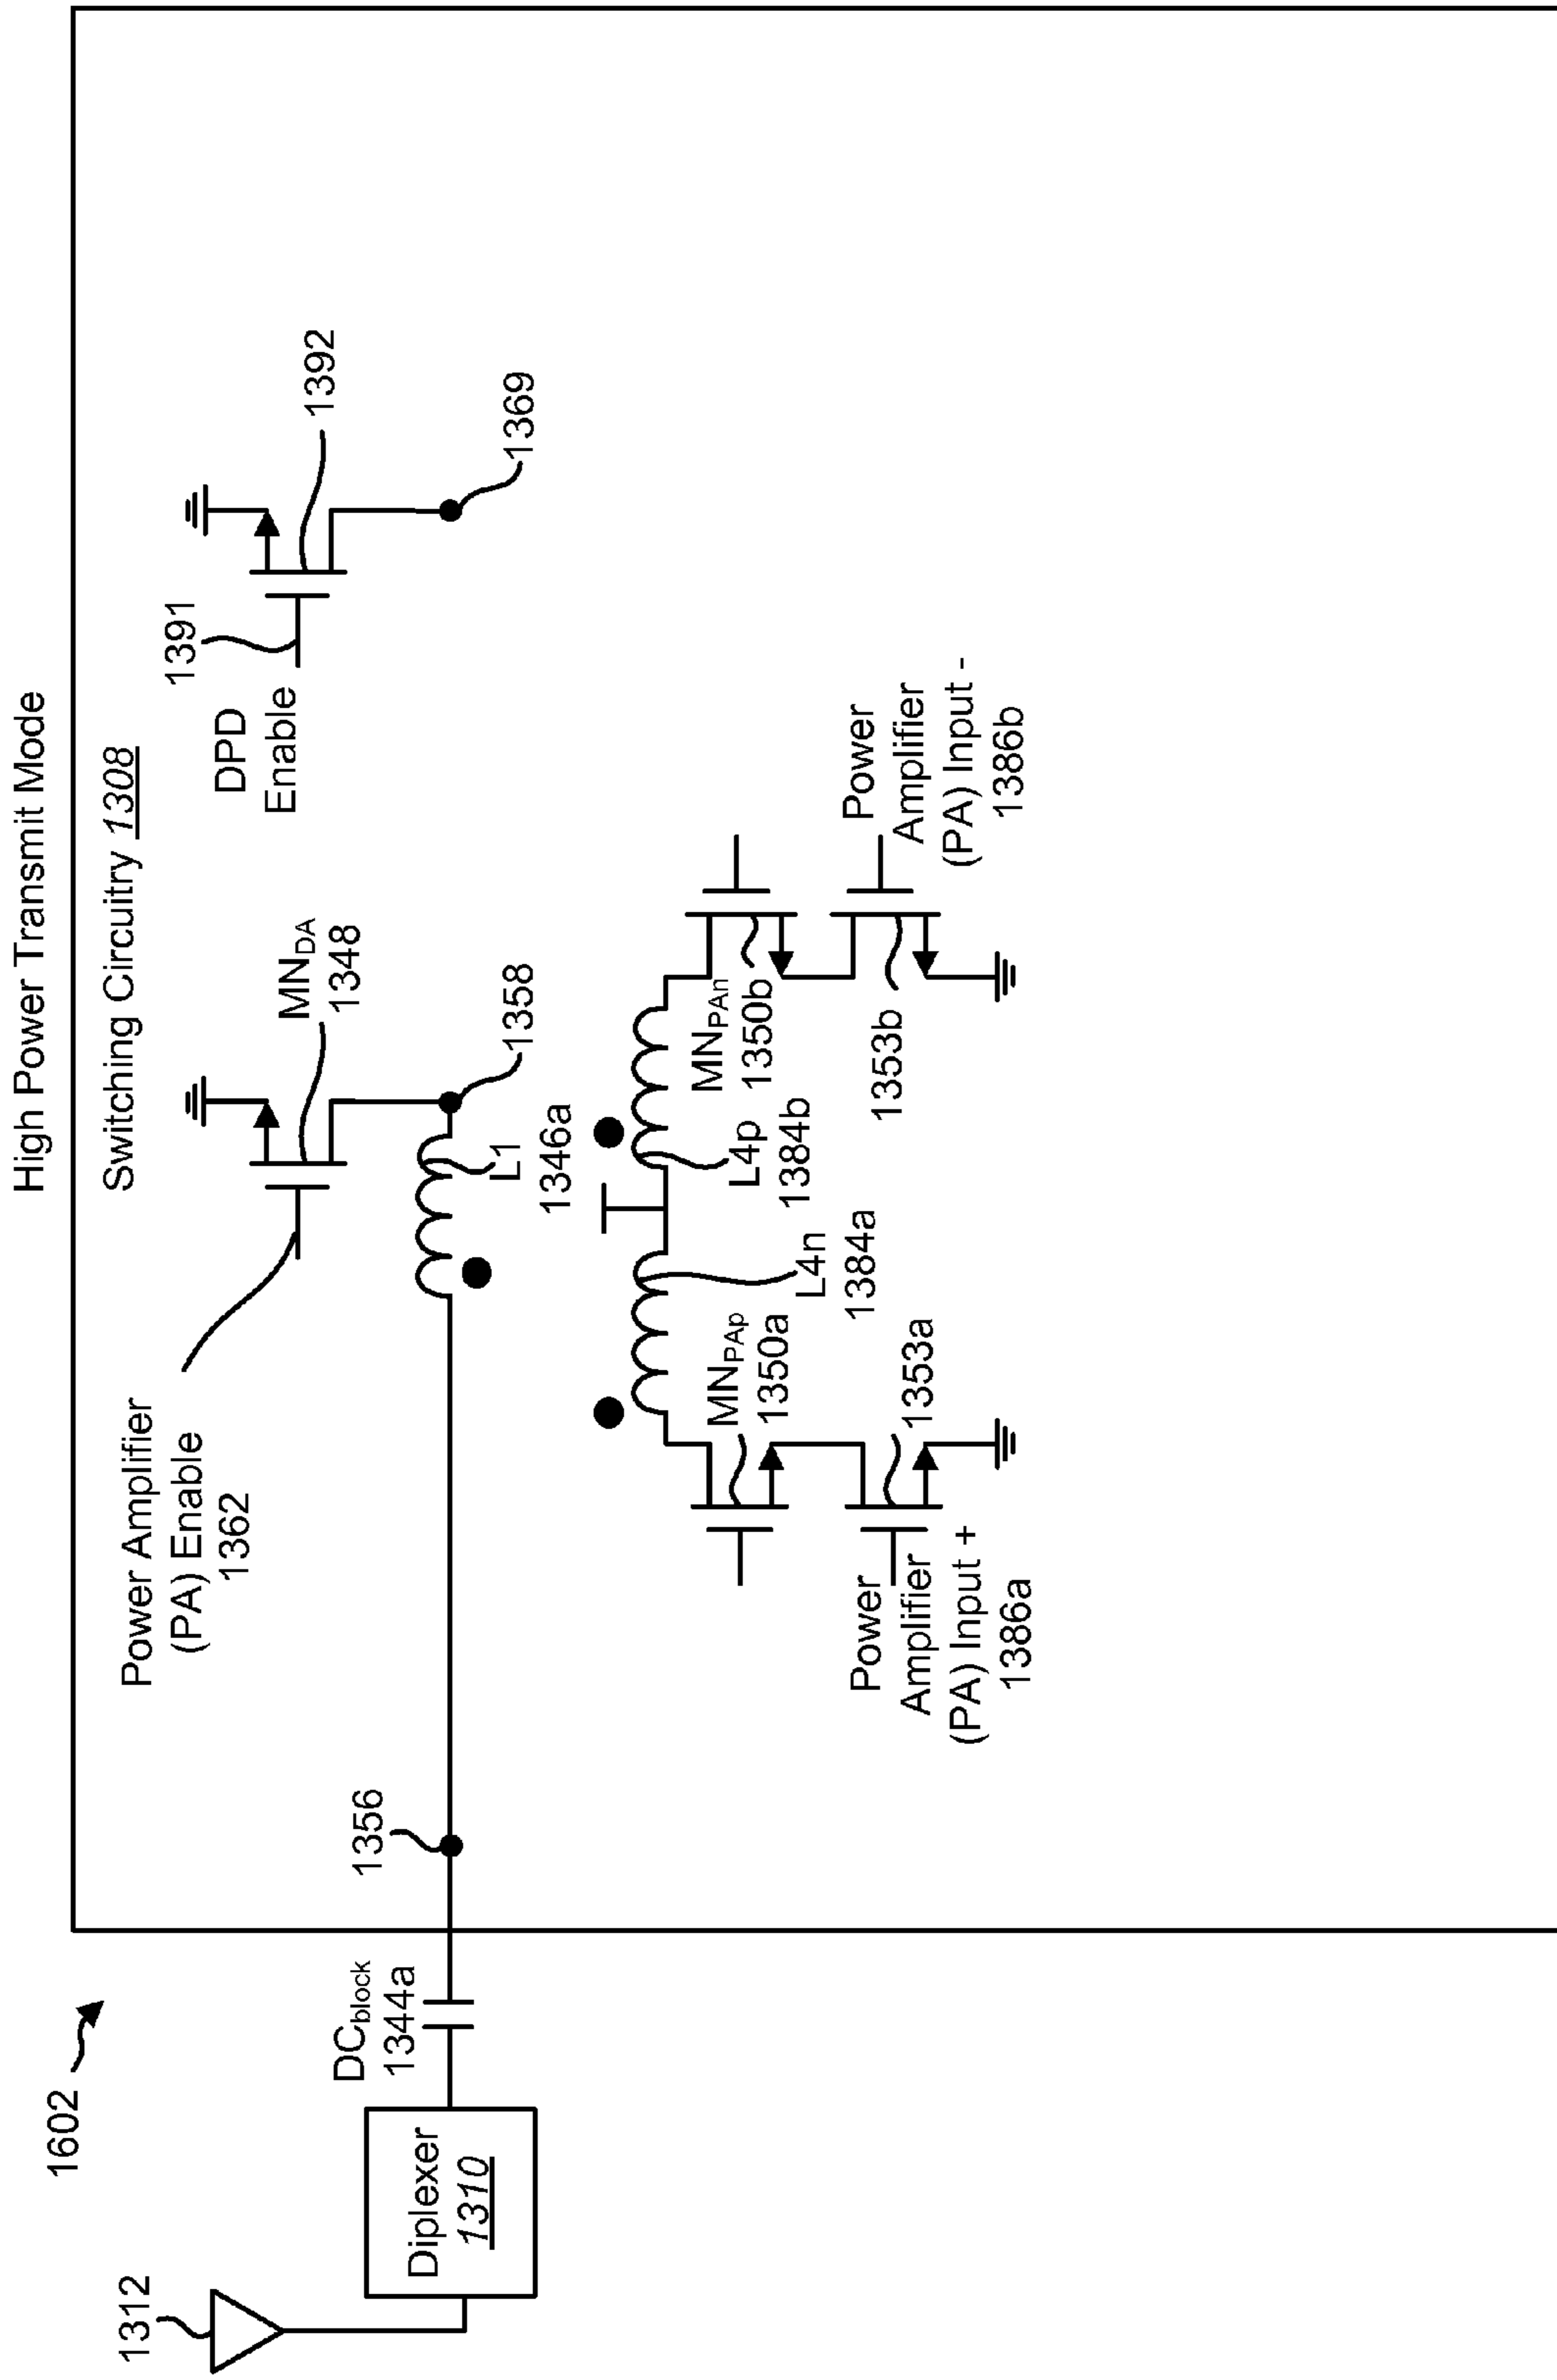 High Power Transmit Mode
1602
Switching Circuitry 1308
1312
Diplexer
1310
DCblock
1344a
1356
Power Amplifier
(PA) Enable
1362
MNDA
1348
1358
L1
1346a
DPD
Enable
1391
1392
1369
MNPAp
1350a
L4n
1384a
L4p
1384b
MNPAn
1350b
1353a
1353b
Power
Amplifier
(PA) Input +
1386a
Power
Amplifier
(PA) Input -
1386b